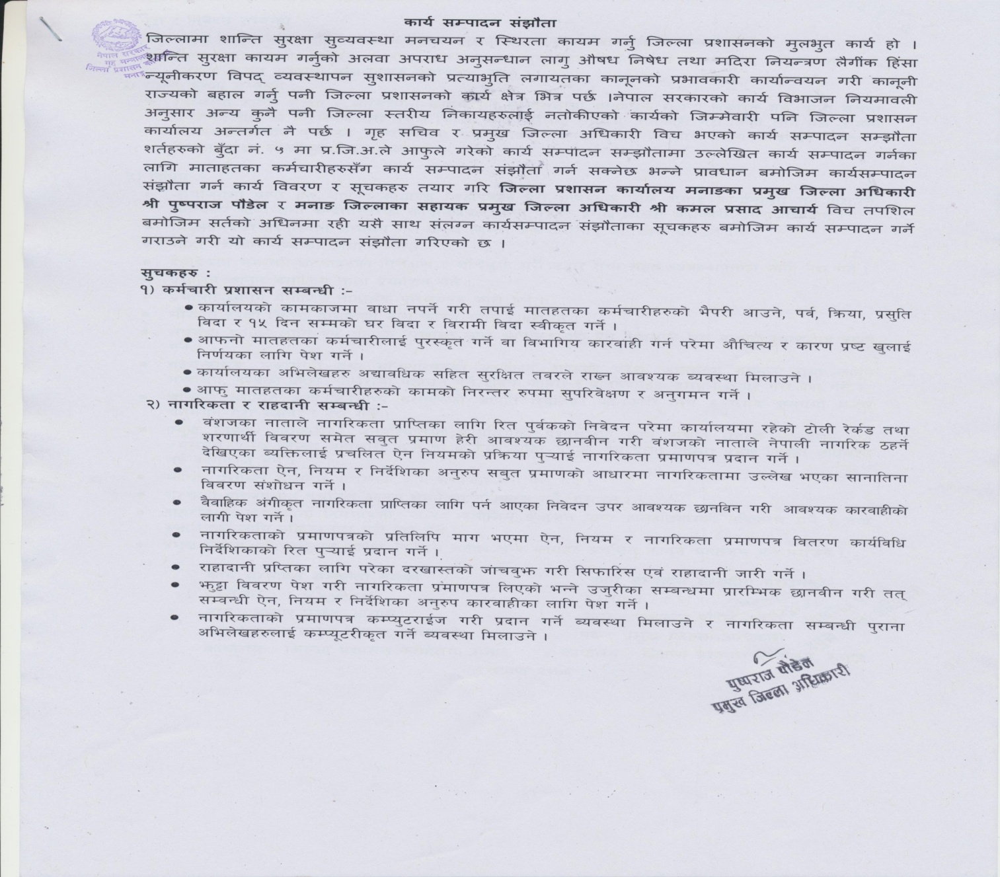 कार्य सम्पादन संझौता
जिल्लामा शान्ति सुरक्षा सुव्यवस्था मनचयन र स्थिरता कायम गर्नु जिल्ला प्रशासनको मुलभुत कार्य हो ।
शान्ति सुरक्षा कायम गर्नुको अलवा अपराध अनुसन्धान लागु औषध निषेध तथा मदिरा नियन्त्रण लैगींक हिंसा
न्यूनीकरण विपद् व्यवस्थापन सुशासनको प्रत्याभुति लगायतका कानूनको प्रभावकारी कार्यान्वयन गरी कानूनी
राज्यको बहाल गर्नु पनी जिल्ला प्रशासनको कार्य क्षेत्र भित्र पर्छ ।नेपाल सरकारको कार्य विभाजन नियमावली
अनुसार अन्य कुनै पनी जिल्ला स्तरीय निकायहरुलाई नतोकीएको कार्यको जिम्मेवारी पनि जिल्ला प्रशासन
कार्यालय अन्तर्गत नै पर्छ । गृह सचिव र प्रमुख जिल्ला अधिकारी विच भएको कार्य सम्पादन सम्झौता
शर्तहरुको बुँदा नं. ५ मा प्र.जि.अ.ले आफुले गरेको कार्य सम्पादन सम्झौतामा उल्लेखित कार्य सम्पादन गर्नका
लागि माताहतका कर्मचारीहरुसँग कार्य सम्पादन संझौता गर्न सक्नेछ भन्ने प्रावधान बमोजिम कार्यसम्पादन
संझौता गर्न कार्य विवरण र सूचकहरु तयार गरि जिल्ला प्रशासन कार्यालय मनाङका प्रमुख जिल्ला अधिकारी
श्री पुष्पराज पौडेल र मनाङ जिल्लाका सहायक प्रमुख जिल्ला अधिकारी श्री कमल प्रसाद आचार्य विच तपशिल
बमोजिम सर्तको अधिनमा रही यसै साथ संलग्न कार्यसम्पादन संझौताका सूचकहरु बमोजिम कार्य सम्पादन गर्ने
गराउने गरी यो कार्य सम्पादन संझौता गरिएको छ ।
सुचकहरु :
१) कर्मचारी प्रशासन सम्बन्धी :-
● कार्यालयको कामकाजमा वाधा नपर्ने गरी तपाई मातहतका कर्मचारीहरुको भैपरी आउने, पर्व, क्रिया, प्रसुति
विदा र १५ दिन सम्मको घर विदा र विरामी विदा स्वीकृत गर्ने ।
● आफनो मातहतका कर्मचारीलाई पुरस्कृत गर्ने वा विभागिय कारवाही गर्न परेमा औचित्य र कारण प्रष्ट खुलाई
निर्णयका लागि पेश गर्ने ।
● कार्यालयका अभिलेखहरु अद्यावधिक सहित सुरक्षित तवरले राख्न आवश्यक ब्यवस्था मिलाउने ।
● आफु मातहतका कर्मचारीहरुको कामको निरन्तर रुपमा सुपरिवेक्षण र अनुगमन गर्ने ।
२) नागरिकता र राहदानी सम्बन्धी :-
● वंशजका नाताले नागरिकता प्राप्तिका लागि रित पुर्वकको निवेदन परेमा कार्यालयमा रहेको टोली रेर्कड तथा
शरणार्थी विवरण समेत सवुत प्रमाण हेरी आवश्यक छानवीन गरी वंशजको नाताले नेपाली नागरिक ठहर्ने
देखिएका ब्यक्तिलाई प्रचलित ऐन नियमको प्रक्रिया पुऱ्याई नागरिकता प्रमाणपत्र प्रदान गर्ने ।
● नागरिकता ऐन, नियम र निर्देशिका अनुरुप सबुत प्रमाणको आधारमा नागरिकतामा उल्लेख भएका सानातिना
विवरण संशोधन गर्ने ।
● वैवाहिक अंगीकृत नागरिकता प्राप्तिका लागि पर्न आएका निवेदन उपर आवश्यक छानविन गरी आवश्यक कारवाहीको
लागी पेश गर्ने ।
● नागरिकताको प्रमाणपत्रको प्रतिलिपि माग भएमा ऐन, नियम र नागरिकता प्रमाणपत्र वितरण कार्यविधि
निर्देशिकाको रित पुऱ्याई प्रदान गर्ने ।
● राहादानी प्रप्तिका लागि परेका दरखास्तको जांचवुझ गरी सिफारिस एवं राहादानी जारी गर्ने ।
● झुट्टा विवरण पेश गरी नागरिकता प्रमाणपत्र लिएको भन्ने उजुरीका सम्बन्धमा प्रारम्भिक छानवीन गरी तत्
सम्वन्धी ऐन, नियम र निर्देशिका अनुरुप कारवाहीका लागि पेश गर्ने ।
● नागरिकताको प्रमाणपत्र कम्प्युटराईज गरी प्रदान गर्ने ब्यवस्था मिलाउने र नागरिकता सम्बन्धी पुराना
अभिलेखहरुलाई कम्प्यूटरीकृत गर्ने ब्यवस्था मिलाउने ।
पुष्पराज पौडेल
प्रमुख जिल्ला अधिकारी
नेपाल सरकार
गृह मन्त्रालय
जिल्ला प्रशासन
मनाङ